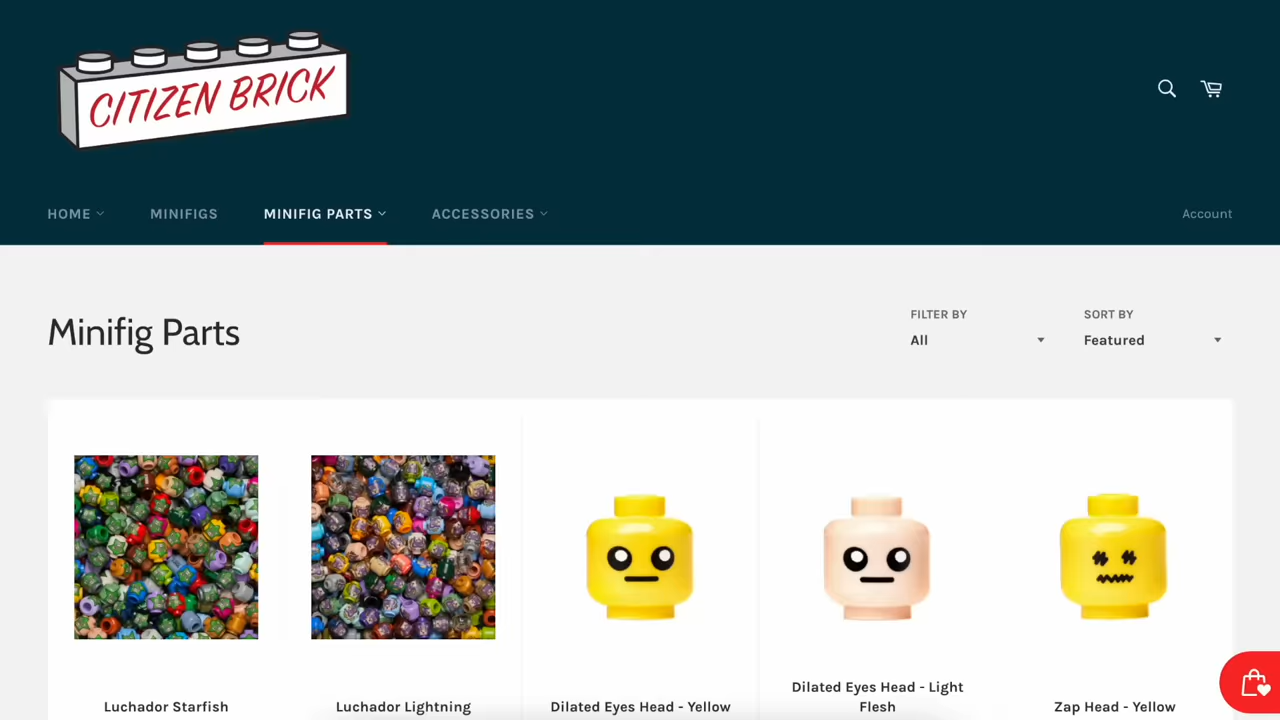 CITIZEN BRICK
HOME
MINIFIGS
MINIFIG PARTS
ACCESSORIES
Account
Minifig Parts
FILTER BY
All
SORT BY
Featured
Luchador Starfish
Luchador Lightning
Dilated Eyes Head - Yellow
Dilated Eyes Head - Light
Flesh
Zap Head - Yellow